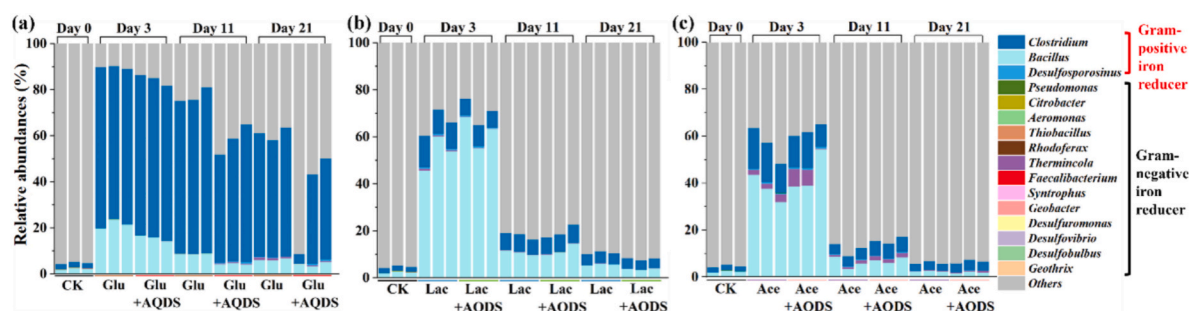 (a) Day 0 Day 3 Day 11 Day 21
(b) Day 0 Day 3 Day 11 Day 21
(c) Day 0 Day 3 Day 11 Day 21
Relative abundances (%)
100
80
60
40
20
0
CK Glu Glu Glu Glu Glu Glu
+AQDS +AQDS +AQDS
100
80
60
40
20
0
CK Lac Lac Lac Lac Lac Lac
+AQDS +AQDS +AQDS
100
80
60
40
20
0
CK Ace Ace Ace Ace Ace Ace
+AQDS +AQDS +AQDS
Clostridium
Bacillus
Desulfosporosinus
Pseudomonas
Citrobacter
Aeromonas
Thiobacillus
Rhodoferax
Thermincola
Faecalibacterium
Syntrophus
Geobacter
Desulfuromonas
Desulfovibrio
Desulfobulbus
Geothrix
Others
Gram-
positive
iron
reducer
Gram-
negative
iron
reducer